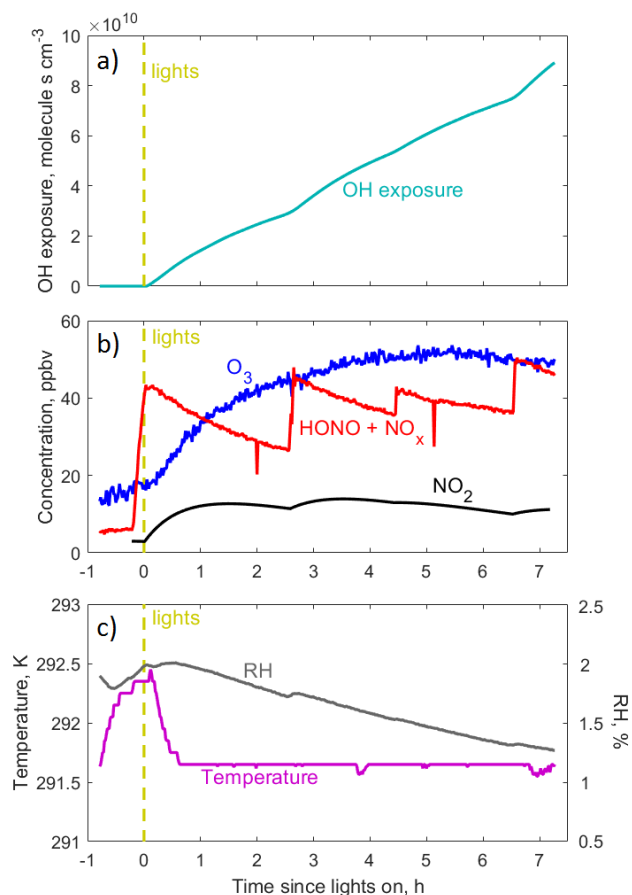 × 10^10
10
a)
lights
8
6
4
OH exposure
2
0
OH exposure, molecule s cm^-3
60
b)
lights
O3
40
HONO + NOx
20
NO2
0
Concentration, ppbv
-1 0 1 2 3 4 5 6 7
293 2.5
c)
lights
292.5 2
RH
292 1.5
291.5 1
Temperature
291 0.5
Temperature, K
RH, %
-1 0 1 2 3 4 5 6 7
Time since lights on, h